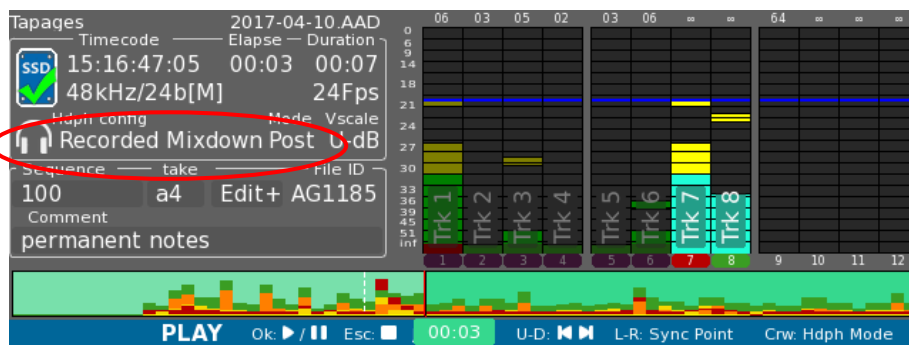 Tapages 2017-04-10.AAD
Timecode Elapse Duration
SSD 15:16:47:05 00:03 00:07
48kHz/24b[M] 24Fps
Hdph config Mode Vscale
Recorded Mixdown Post U-dB
Sequence take File ID
100 a4 Edit+ AG1185
Comment
permanent notes
06 03 05 02 03 06 ∞ ∞ 64 ∞ ∞ ∞
0
6
9
14
18
21
24
27
30
33
36
39
45
51
inf
Trk 1 Trk 2 Trk 3 Trk 4 Trk 5 Trk 6 Trk 7 Trk 8
1 2 3 4 5 6 7 8 9 10 11 12
PLAY Ok: ▶ / ⏸ Esc: ⏹ 00:03 U-D: ⏮ ⏭ L-R: Sync Point Crw: Hdph Mode